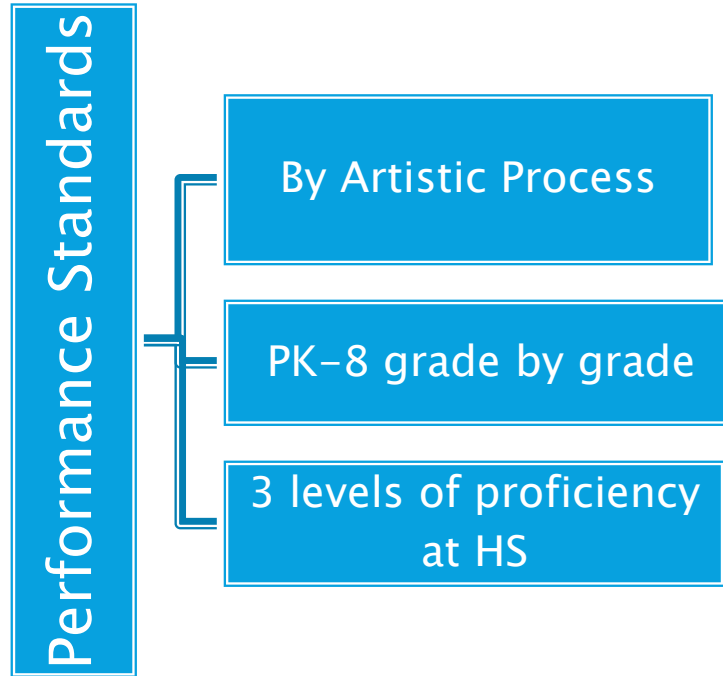 Performance Standards
By Artistic Process
PK-8 grade by grade
3 levels of proficiency
at HS